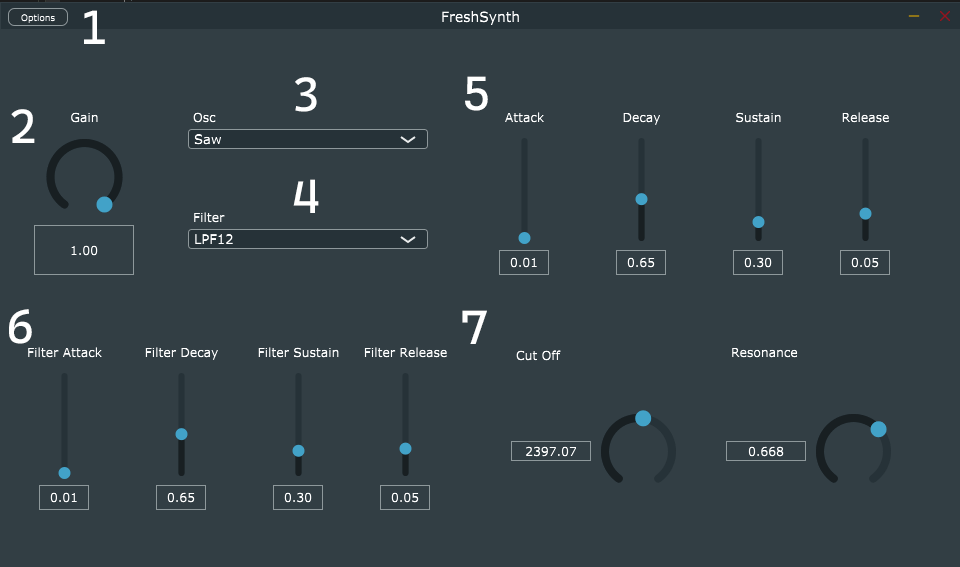 Options
1
FreshSynth
2
Gain
1.00
3
Osc
Saw
4
Filter
LPF12
5
Attack Decay Sustain Release
0.01 0.65 0.30 0.05
6
Filter Attack Filter Decay Filter Sustain Filter Release
0.01 0.65 0.30 0.05
7
Cut Off Resonance
2397.07 0.668